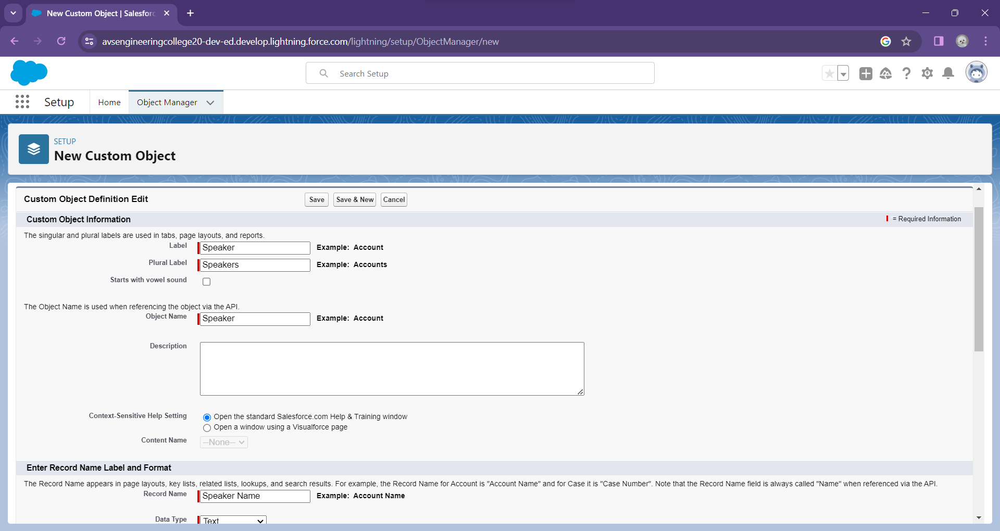 New Custom Object | Salesforc
avsengineeringcollege20-dev-ed.develop.lightning.force.com/lightning/setup/ObjectManager/new
Search Setup
Setup
Home
Object Manager
SETUP
New Custom Object
Custom Object Definition Edit
Save
Save & New
Cancel
Custom Object Information
= Required Information
The singular and plural labels are used in tabs, page layouts, and reports.
Label
Speaker
Example: Account
Plural Label
Speakers
Example: Accounts
Starts with vowel sound
The Object Name is used when referencing the object via the API.
Object Name
Speaker
Example: Account
Description
Context-Sensitive Help Setting
Open the standard Salesforce.com Help & Training window
Open a window using a Visualforce page
Content Name
--None--
Enter Record Name Label and Format
The Record Name appears in page layouts, key lists, related lists, lookups, and search results. For example, the Record Name for Account is "Account Name" and for Case it is "Case Number". Note that the Record Name field is always called "Name" when referenced via the API.
Record Name
Speaker Name
Example: Account Name
Data Type
Text